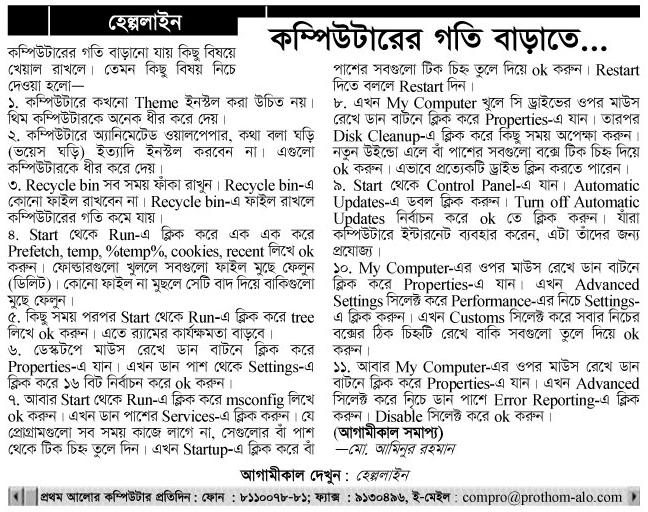 হেল্পলাইন
কম্পিউটারের গতি বাড়াতে...
কম্পিউটারের গতি বাড়ানো যায় কিছু বিষয়ে
খেয়াল রাখলে। তেমন কিছু বিষয় নিচে
দেওয়া হলো—
১. কম্পিউটারে কখনো Theme ইনস্টল করা উচিত নয়।
থিম কম্পিউটারকে অনেক ধীর করে দেয়।
২. কম্পিউটারে অ্যানিমেটেড ওয়ালপেপার, কথা বলা ঘড়ি
(ভয়েস ঘড়ি) ইত্যাদি ইনস্টল করবেন না। এগুলো
কম্পিউটারকে ধীর করে দেয়।
৩. Recycle bin সব সময় ফাঁকা রাখুন। Recycle bin-এ
কোনো ফাইল রাখবেন না। Recycle bin-এ ফাইল রাখলে
কম্পিউটারের গতি কমে যায়।
৪. Start থেকে Run-এ ক্লিক করে এক এক করে
Prefetch, temp, %temp%, cookies, recent লিখে ok
করুন। ফোল্ডারগুলো খুললে সবগুলো ফাইল মুছে ফেলুন
(ডিলিট)। কোনো ফাইল না মুছলে সেটি বাদ দিয়ে বাকিগুলো
মুছে ফেলুন।
৫. কিছু সময় পরপর Start থেকে Run-এ ক্লিক করে tree
লিখে ok করুন। এতে র‌্যামের কার্যক্ষমতা বাড়বে।
৬. ডেস্কটপে মাউস রেখে ডান বাটনে ক্লিক করে
Properties-এ যান। এখন ডান পাশ থেকে Settings-এ
ক্লিক করে ১৬ বিট নির্বাচন করে ok করুন।
৭. আবার Start থেকে Run-এ ক্লিক করে msconfig লিখে
ok করুন। এখন ডান পাশের Services-এ ক্লিক করুন। যে
প্রোগ্রামগুলো সব সময় কাজে লাগে না, সেগুলোর বাঁ পাশ
থেকে টিক চিহ্ন তুলে দিন। এখন Startup-এ ক্লিক করে বাঁ
পাশের সবগুলো টিক চিহ্ন তুলে দিয়ে ok করুন। Restart
দিতে বললে Restart দিন।
৮. এখন My Computer খুলে সি ড্রাইভের ওপর মাউস
রেখে ডান বাটনে ক্লিক করে Properties-এ যান। তারপর
Disk Cleanup-এ ক্লিক করে কিছু সময় অপেক্ষা করুন।
নতুন উইন্ডো এলে বাঁ পাশের সবগুলো বক্সে টিক চিহ্ন দিয়ে
ok করুন। এভাবে প্রত্যেকটি ড্রাইভ ক্লিন করতে পারেন।
৯. Start থেকে Control Panel-এ যান। Automatic
Updates-এ ডবল ক্লিক করুন। Turn off Automatic
Updates নির্বাচন করে ok তে ক্লিক করুন। যাঁরা
কম্পিউটারে ইন্টারনেট ব্যবহার করেন, এটা তাঁদের জন্য
প্রযোজ্য।
১০. My Computer-এর ওপর মাউস রেখে ডান বাটনে
ক্লিক করে Properties-এ যান। এখন Advanced
Settings সিলেক্ট করে Performance-এর নিচে Settings-
এ ক্লিক করুন। এখন Customs সিলেক্ট করে সবার নিচের
বক্সের ঠিক চিহ্নটি রেখে বাকি সবগুলো তুলে দিয়ে ok
করুন।
১১. আবার My Computer-এর ওপর মাউস রেখে ডান
বাটনে ক্লিক করে Properties-এ যান। এখন Advanced
সিলেক্ট করে নিচে ডান পাশে Error Reporting-এ ক্লিক
করুন। Disable সিলেক্ট করে ok করুন।
(আগামীকাল সমাপ্য)
—মো. আমিনুর রহমান
আগামীকাল দেখুন : হেল্পলাইন
প্রথম আলোর কম্পিউটার প্রতিদিন : ফোন : ৮১১০০৭৮-৮১; ফ্যাক্স : ৯১৩০৪৯৬, ই-মেইল : compro@prothom-alo.com